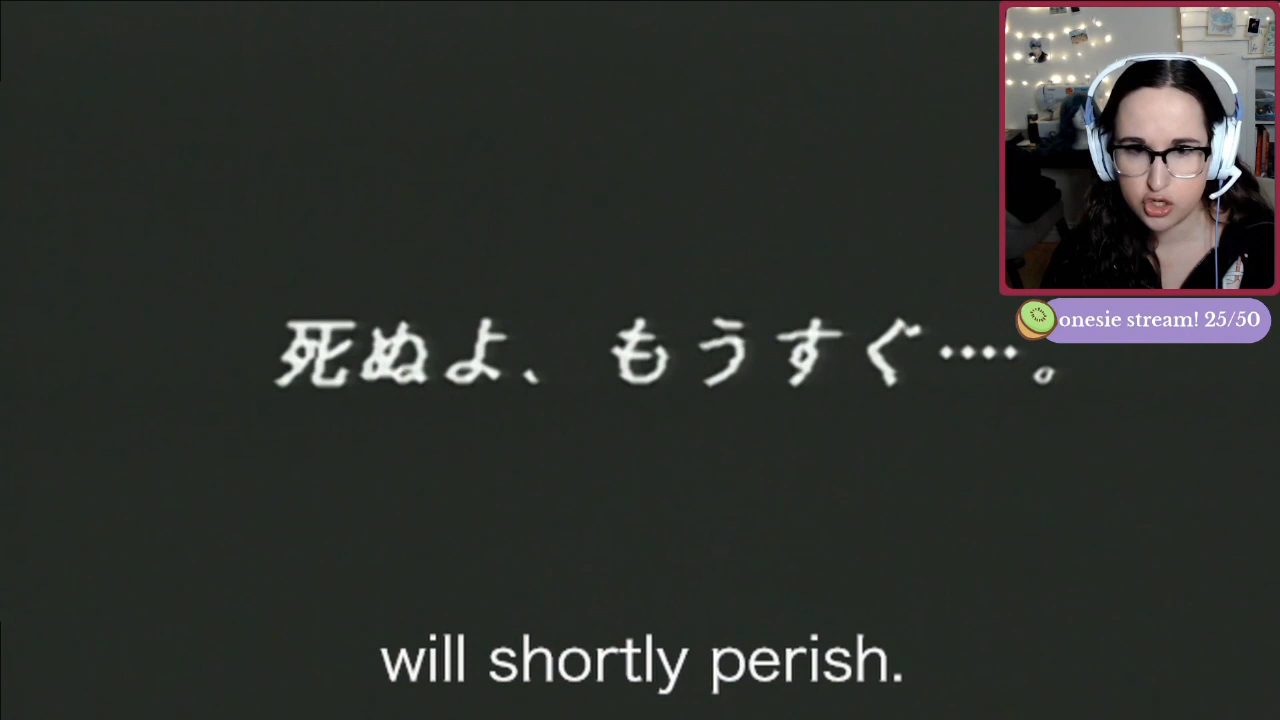 onesie stream! 25/50
死ぬよ、もうすぐ‥‥。
will shortly perish.